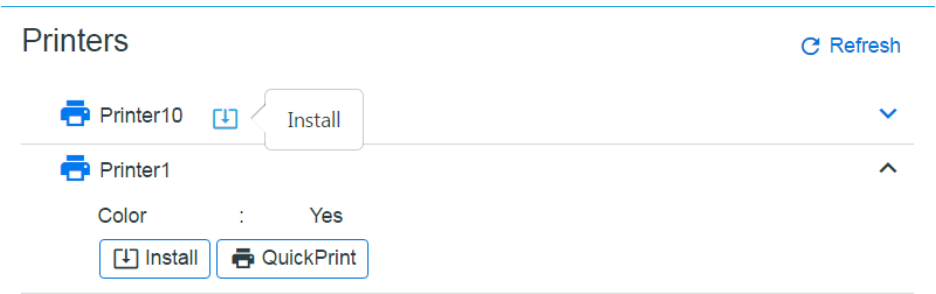 Printers
Refresh
Printer10
Install
Printer1
Color : Yes
Install QuickPrint